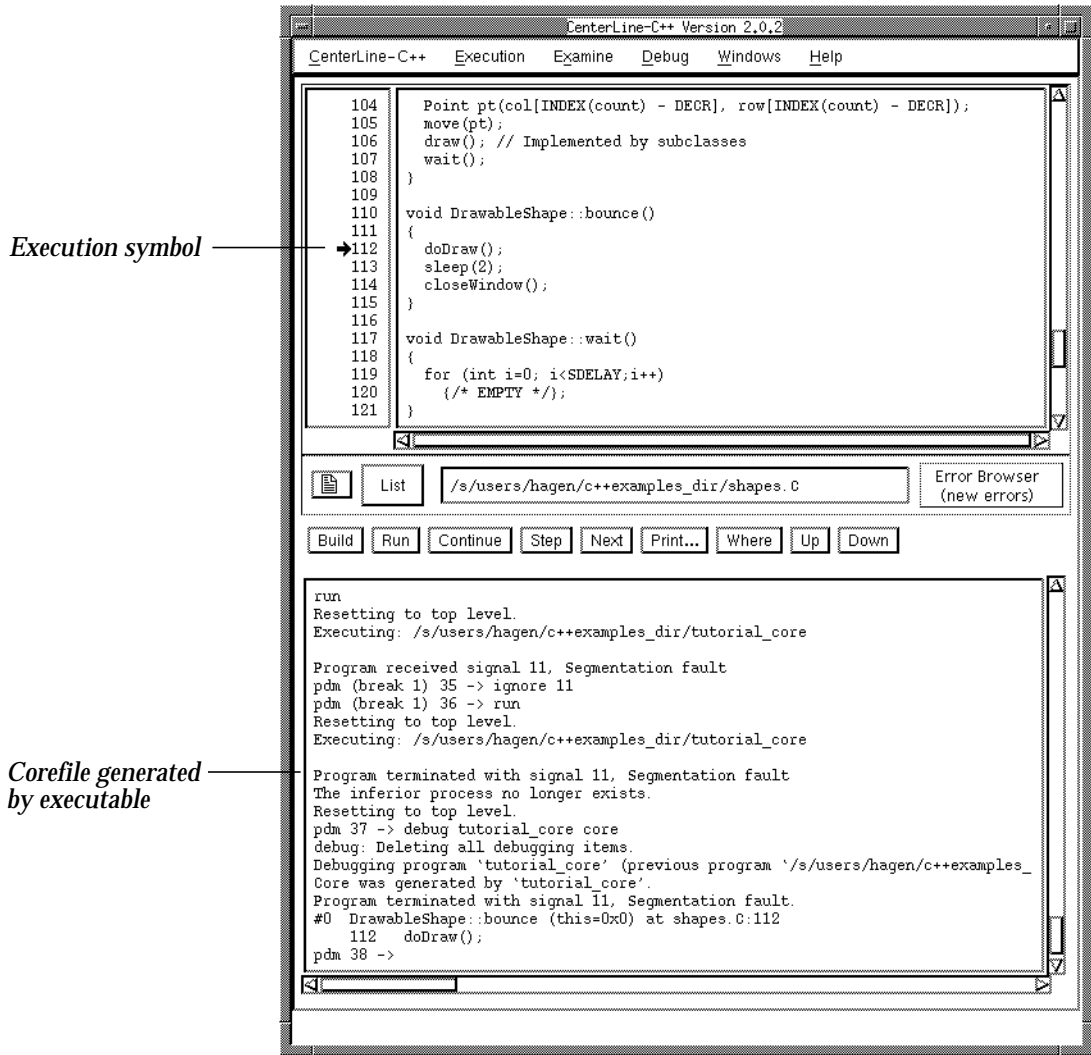 CenterLine-C++ Version 2.0.2
CenterLine-C++ Execution Examine Debug Windows Help
104 Point pt(col[INDEX(count) - DECR], row[INDEX(count) - DECR]);
105 move(pt);
106 draw(); // Implemented by subclasses
107 wait();
108 }
109
110 void DrawableShape::bounce()
111 {
Execution symbol
112 doDraw();
113 sleep(2);
114 closeWindow();
115 }
116
117 void DrawableShape::wait()
118 {
119 for (int i=0; i<SDELAY;i++)
120 {/* EMPTY */};
121 }
List /s/users/hagen/c++examples_dir/shapes.C Error Browser
(new errors)
Build Run Continue Step Next Print... Where Up Down
run
Resetting to top level.
Executing: /s/users/hagen/c++examples_dir/tutorial_core
Program received signal 11, Segmentation fault
pdm (break 1) 35 -> ignore 11
pdm (break 1) 36 -> run
Resetting to top level.
Executing: /s/users/hagen/c++examples_dir/tutorial_core
Corefile generated
by executable
Program terminated with signal 11, Segmentation fault
The inferior process no longer exists.
Resetting to top level.
pdm 37 -> debug tutorial_core core
debug: Deleting all debugging items.
Debugging program `tutorial_core' (previous program `/s/users/hagen/c++examples_
Core was generated by `tutorial_core'.
Program terminated with signal 11, Segmentation fault.
#0 DrawableShape::bounce (this=0x0) at shapes.C:112
112 doDraw();
pdm 38 ->